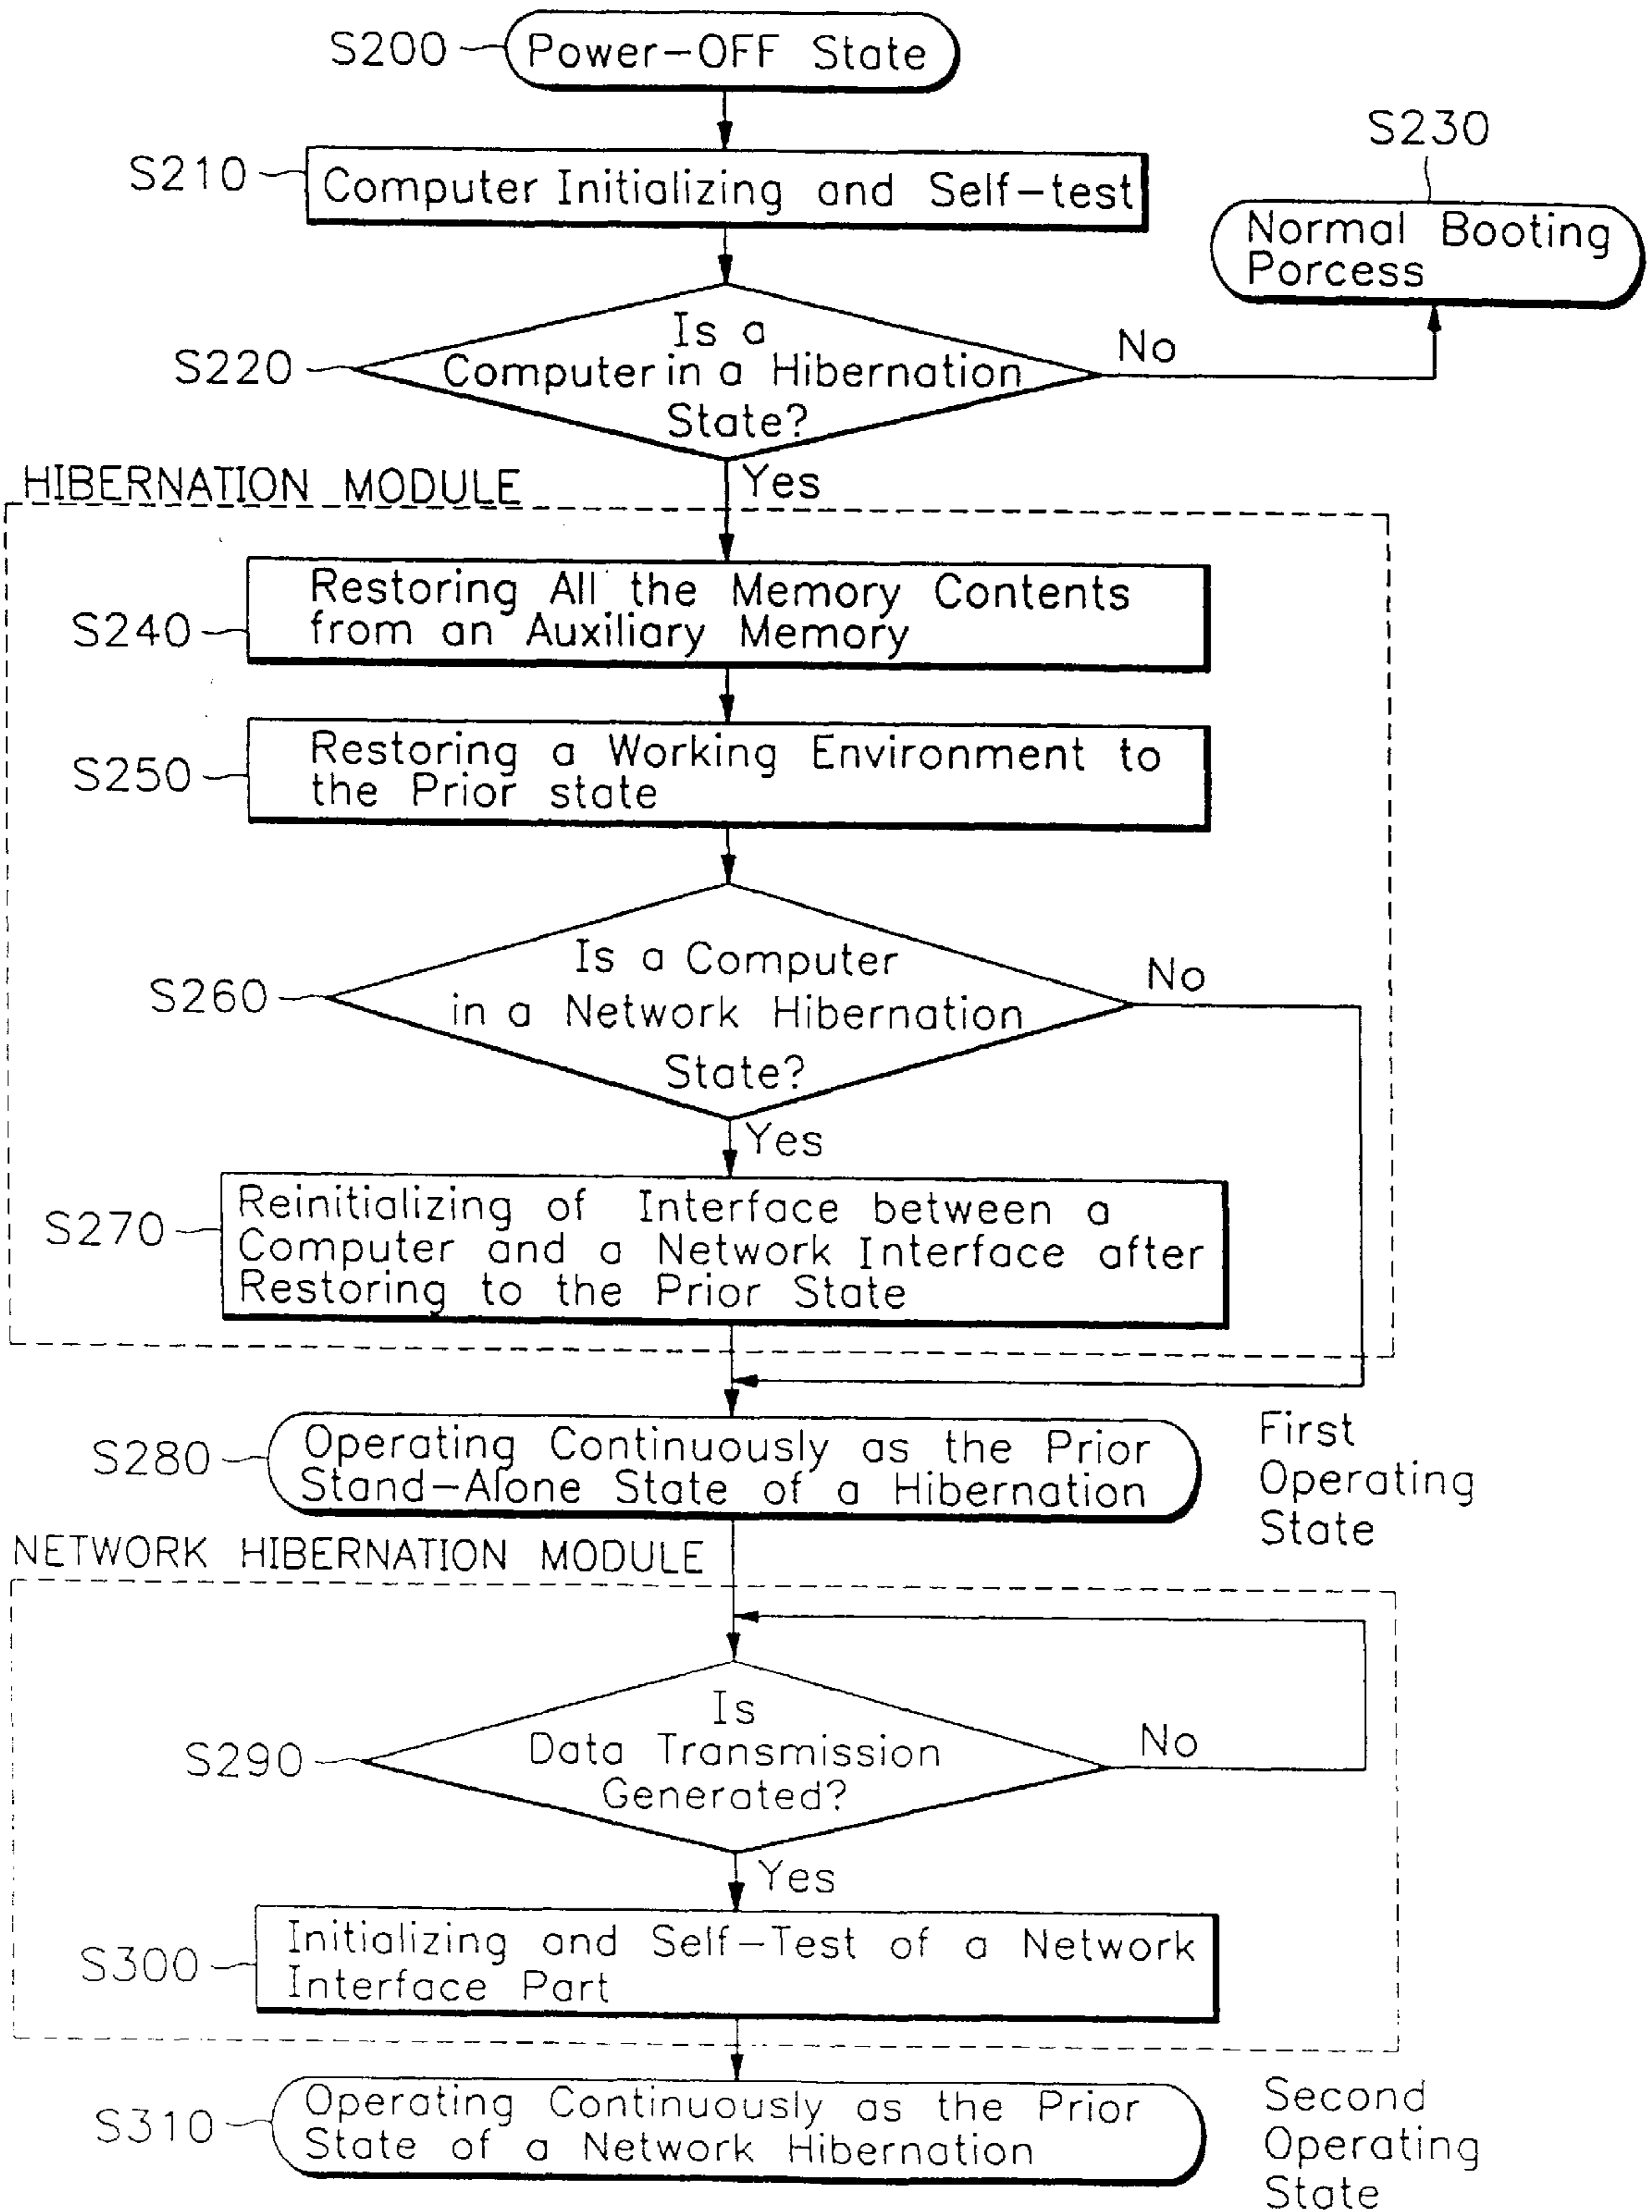 S200
Power-OFF State
S210
Computer Initializing and Self-test
S230
Normal Booting
Porcess
S220
Is a
Computer in a Hibernation
State?
No
Yes
HIBERNATION MODULE
S240
Restoring All the Memory Contents
from an Auxiliary Memory
S250
Restoring a Working Environment to
the Prior state
S260
Is a Computer
in a Network Hibernation
State?
No
Yes
S270
Reinitializing of Interface between a
Computer and a Network Interface after
Restoring to the Prior State
S280
Operating Continuously as the Prior
Stand-Alone State of a Hibernation
First
Operating
State
NETWORK HIBERNATION MODULE
S290
Is
Data Transmission
Generated?
No
Yes
S300
Initializing and Self-Test of a Network
Interface Part
S310
Operating Continuously as the Prior
State of a Network Hibernation
Second
Operating
State